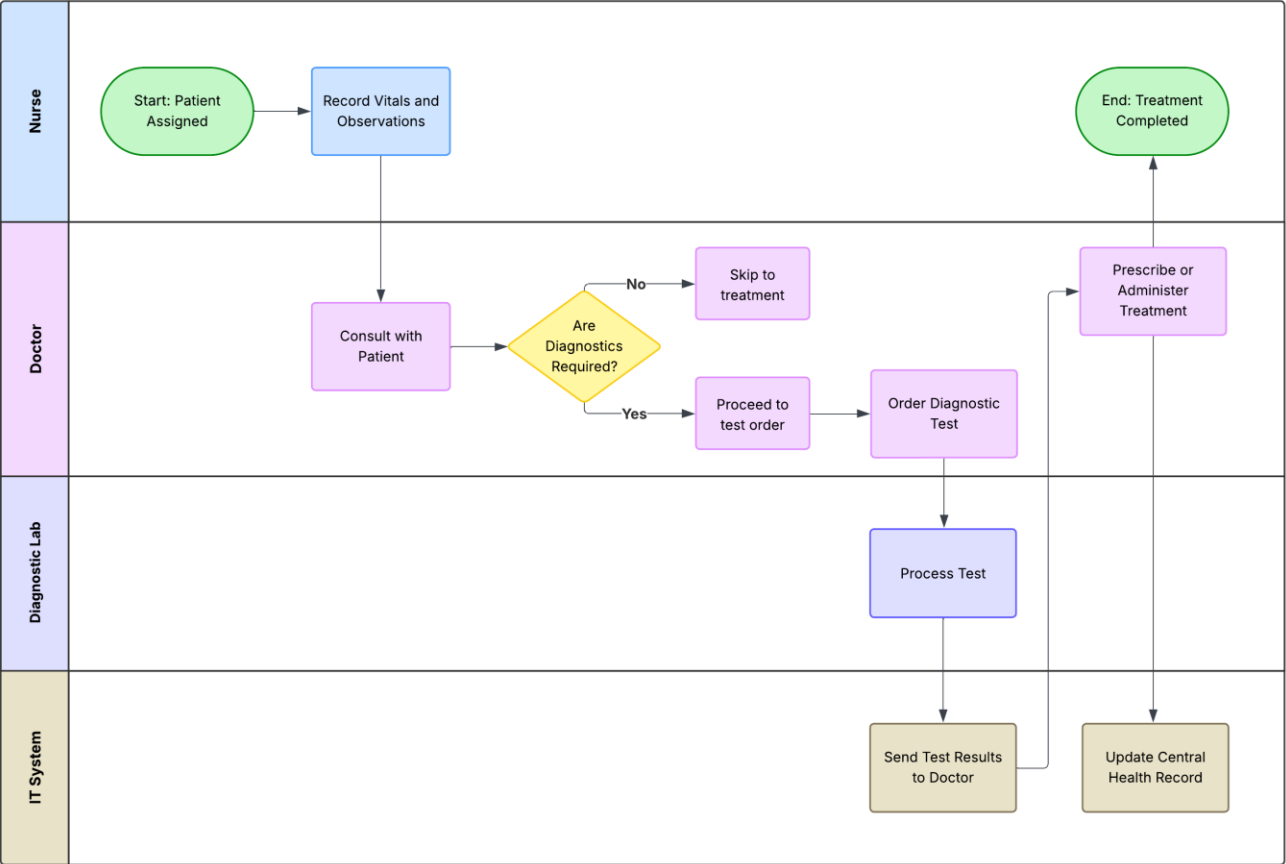 Nurse
Start: Patient
Assigned
Record Vitals and
Observations
End: Treatment
Completed
Doctor
Consult with
Patient
Are
Diagnostics
Required?
No
Skip to
treatment
Yes
Proceed to
test order
Order Diagnostic
Test
Prescribe or
Administer
Treatment
Diagnostic Lab
Process Test
IT System
Send Test Results
to Doctor
Update Central
Health Record